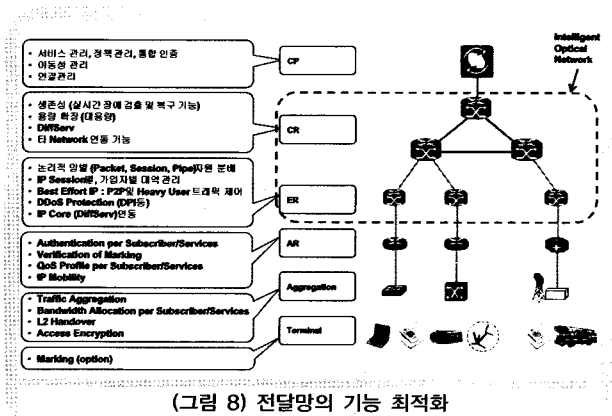 서비스 관리, 정책 관리, 통합 인증
이동성 관리
연결관리
CP
Intelligent
Optical
Network
생존성 (실시간 장애 검출 및 복구 기능)
용량 확장 (대용량)
DiffServ
타 Network 연동 기능
CR
논리적 망별 (Packet, Session, Pipe)자원 분배
IP Session별, 가입자별 대역 관리
Best Effort IP : P2P및 Heavy User 트래픽 제어
DDoS Protection (DPI등)
IP Core (DiffServ)연동
ER
Authentication per Subscriber/Services
Verification of Marking
QoS Profile per Subscriber/Services
IP Mobility
AR
Traffic Aggregation
Bandwidth Allocation per Subscriber/Services
L2 Handover
Access Encryption
Aggregation
Marking (option)
Terminal
(그림 8) 전달망의 기능 최적화